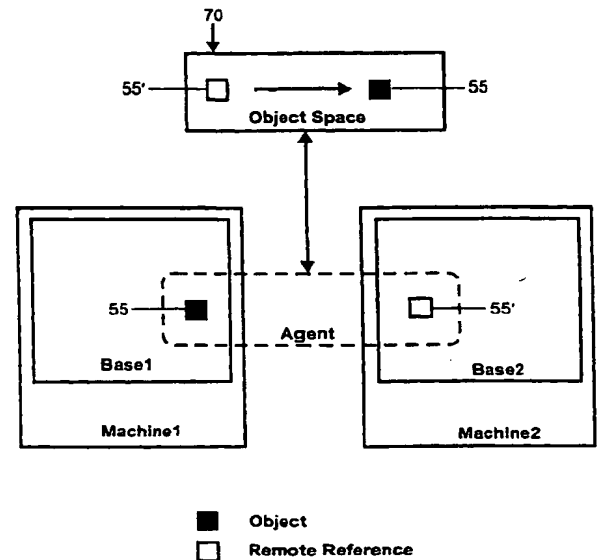 70
55' 55
Object Space
55 55'
Agent
Base1 Base2
Machine1 Machine2
Object
Remote Reference